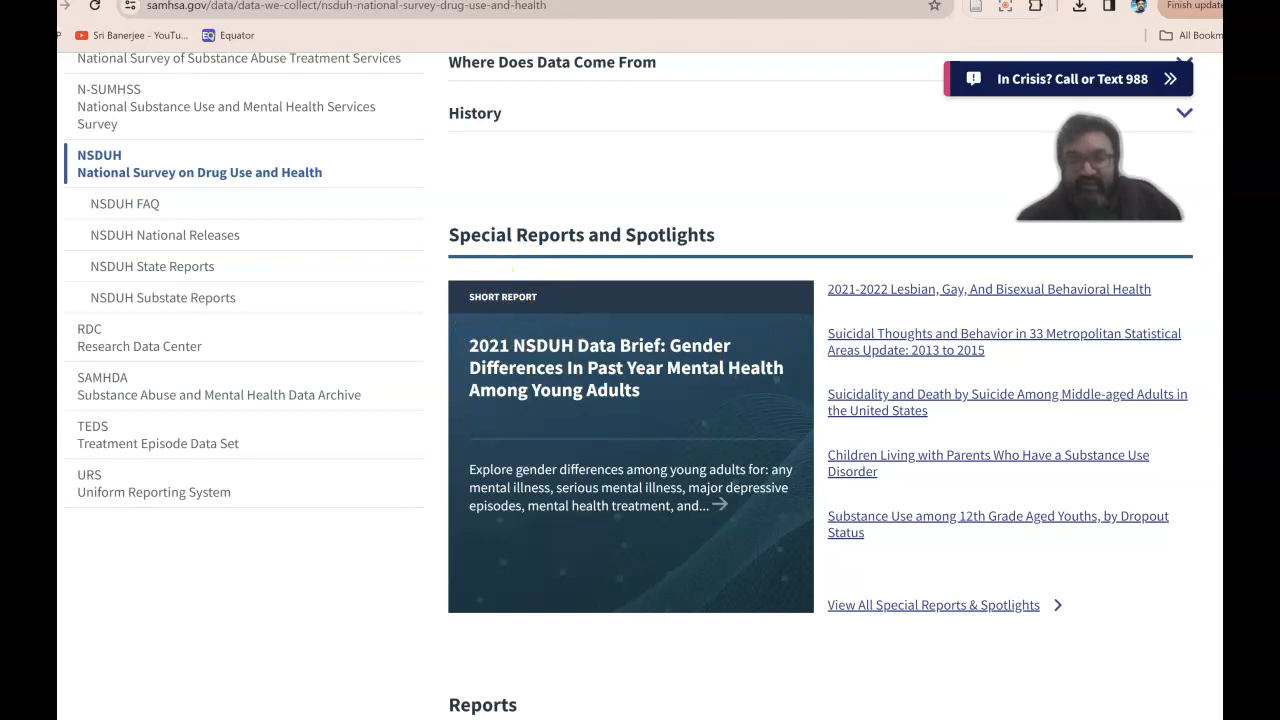 samhsa.gov/data/data-we-collect/nsduh-national-survey-drug-use-and-health
Finish update
Sri Banerjee - YouTu...
EQ Equator
All Bookm
National Survey of Substance Abuse Treatment Services
N-SUMHSS
National Substance Use and Mental Health Services
Survey
NSDUH
National Survey on Drug Use and Health
NSDUH FAQ
NSDUH National Releases
NSDUH State Reports
NSDUH Substate Reports
RDC
Research Data Center
SAMHDA
Substance Abuse and Mental Health Data Archive
TEDS
Treatment Episode Data Set
URS
Uniform Reporting System
Where Does Data Come From
In Crisis? Call or Text 988
History
Special Reports and Spotlights
SHORT REPORT
2021 NSDUH Data Brief: Gender
Differences In Past Year Mental Health
Among Young Adults
Explore gender differences among young adults for: any
mental illness, serious mental illness, major depressive
episodes, mental health treatment, and...
2021-2022 Lesbian, Gay, And Bisexual Behavioral Health
Suicidal Thoughts and Behavior in 33 Metropolitan Statistical
Areas Update: 2013 to 2015
Suicidality and Death by Suicide Among Middle-aged Adults in
the United States
Children Living with Parents Who Have a Substance Use
Disorder
Substance Use among 12th Grade Aged Youths, by Dropout
Status
View All Special Reports & Spotlights
Reports